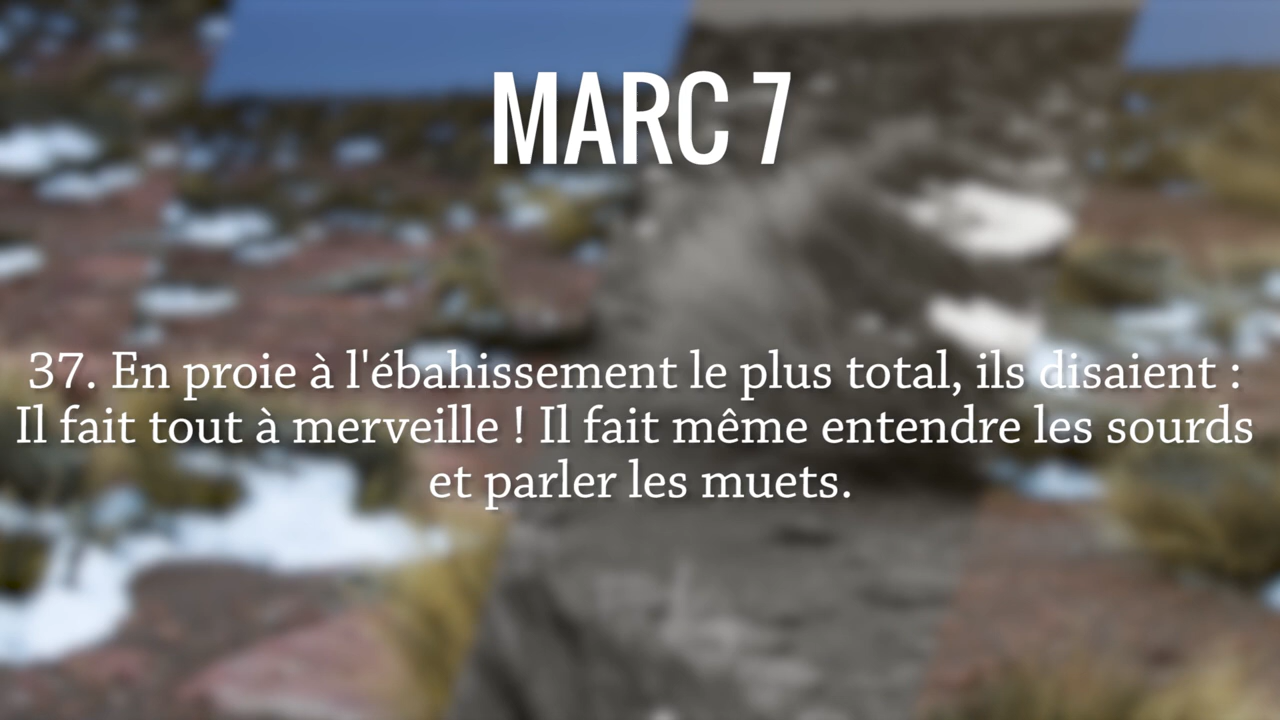 MARC 7
37. En proie à l'ébahissement le plus total, ils disaient :
Il fait tout à merveille ! Il fait même entendre les sourds
et parler les muets.